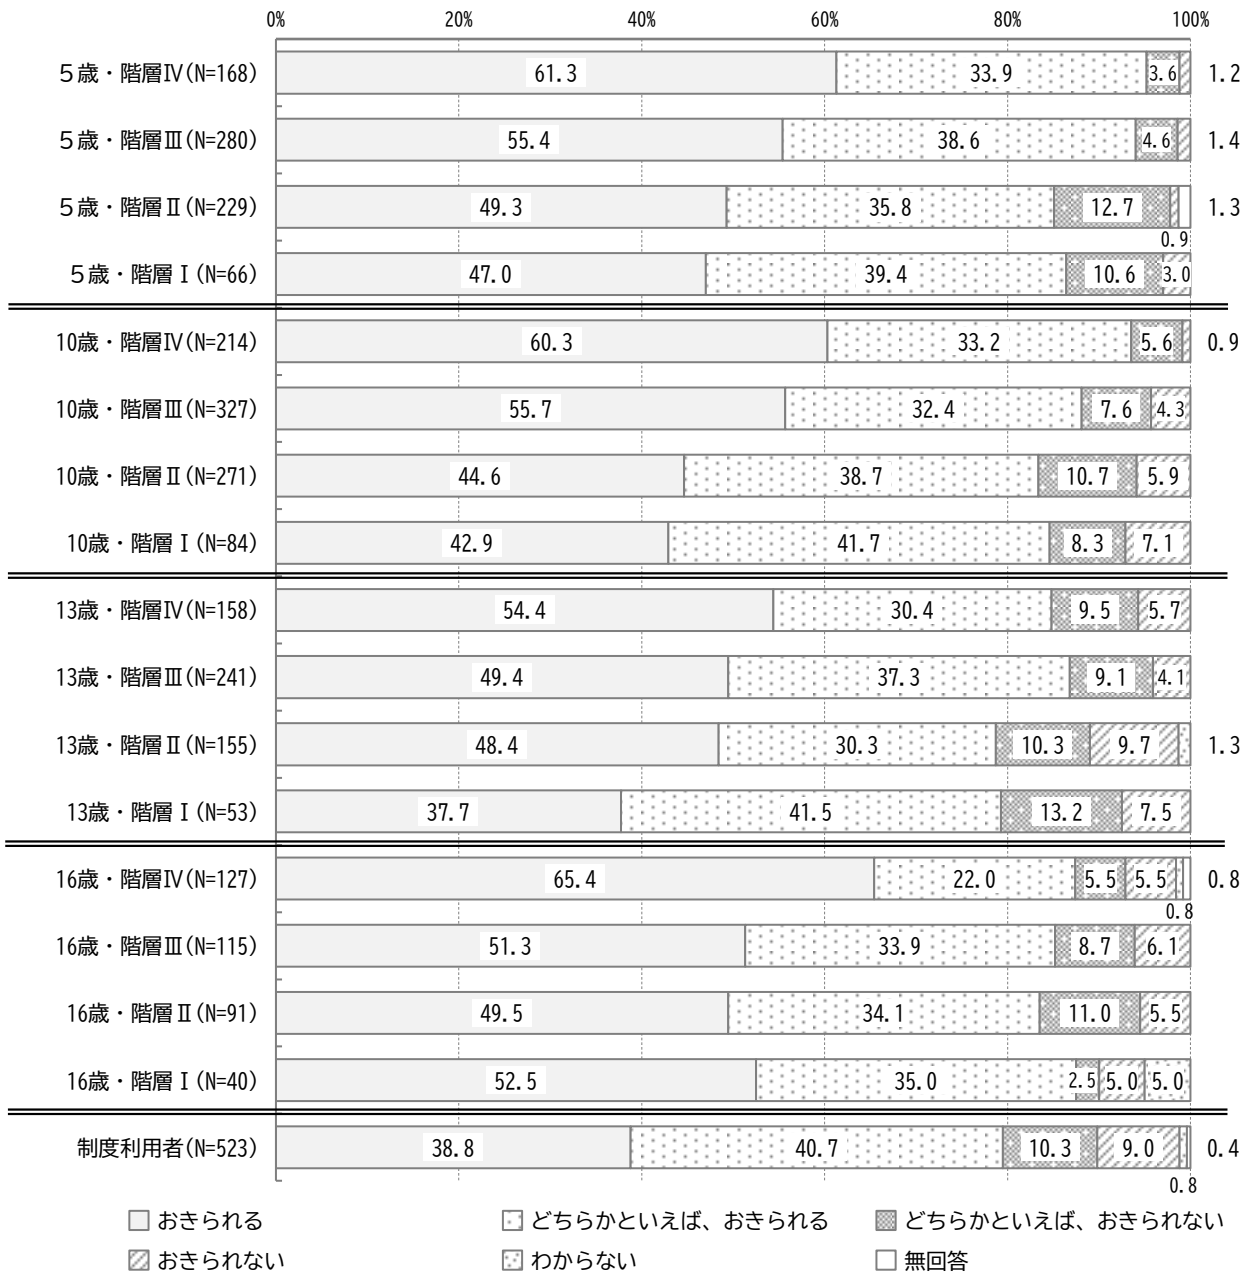 0% 20% 40% 60% 80% 100%
5歳・階層Ⅳ(N=168) 61.3 33.9 3.6 1.2
5歳・階層Ⅲ(N=280) 55.4 38.6 4.6 1.4
5歳・階層Ⅱ(N=229) 49.3 35.8 12.7 1.3
0.9
5歳・階層Ⅰ(N=66) 47.0 39.4 10.6 3.0
10歳・階層Ⅳ(N=214) 60.3 33.2 5.6 0.9
10歳・階層Ⅲ(N=327) 55.7 32.4 7.6 4.3
10歳・階層Ⅱ(N=271) 44.6 38.7 10.7 5.9
10歳・階層Ⅰ(N=84) 42.9 41.7 8.3 7.1
13歳・階層Ⅳ(N=158) 54.4 30.4 9.5 5.7
13歳・階層Ⅲ(N=241) 49.4 37.3 9.1 4.1
13歳・階層Ⅱ(N=155) 48.4 30.3 10.3 9.7 1.3
13歳・階層Ⅰ(N=53) 37.7 41.5 13.2 7.5
16歳・階層Ⅳ(N=127) 65.4 22.0 5.5 5.5 0.8
0.8
16歳・階層Ⅲ(N=115) 51.3 33.9 8.7 6.1
16歳・階層Ⅱ(N=91) 49.5 34.1 11.0 5.5
16歳・階層Ⅰ(N=40) 52.5 35.0 2.5 5.0 5.0
制度利用者(N=523) 38.8 40.7 10.3 9.0 0.4
0.8
おきられる どちらかといえば、おきられる どちらかといえば、おきられない
おきられない わからない 無回答